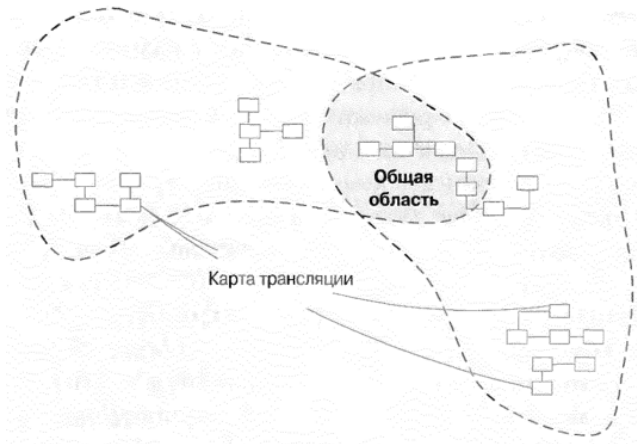 Общая
область
Карта трансляции